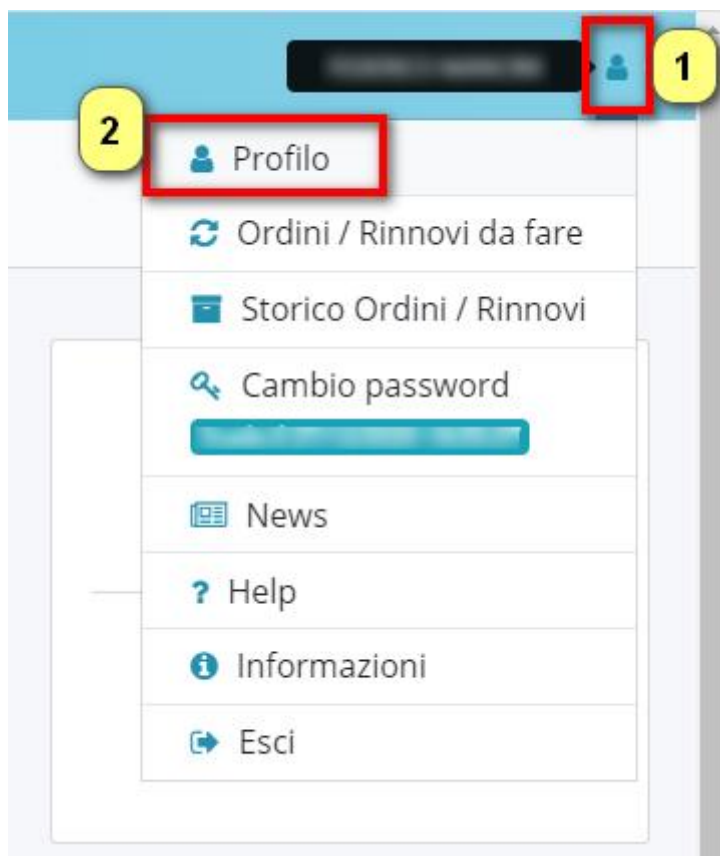 1
2
Profilo
Ordini / Rinnovi da fare
Storico Ordini / Rinnovi
Cambio password
News
? Help
Informazioni
Esci